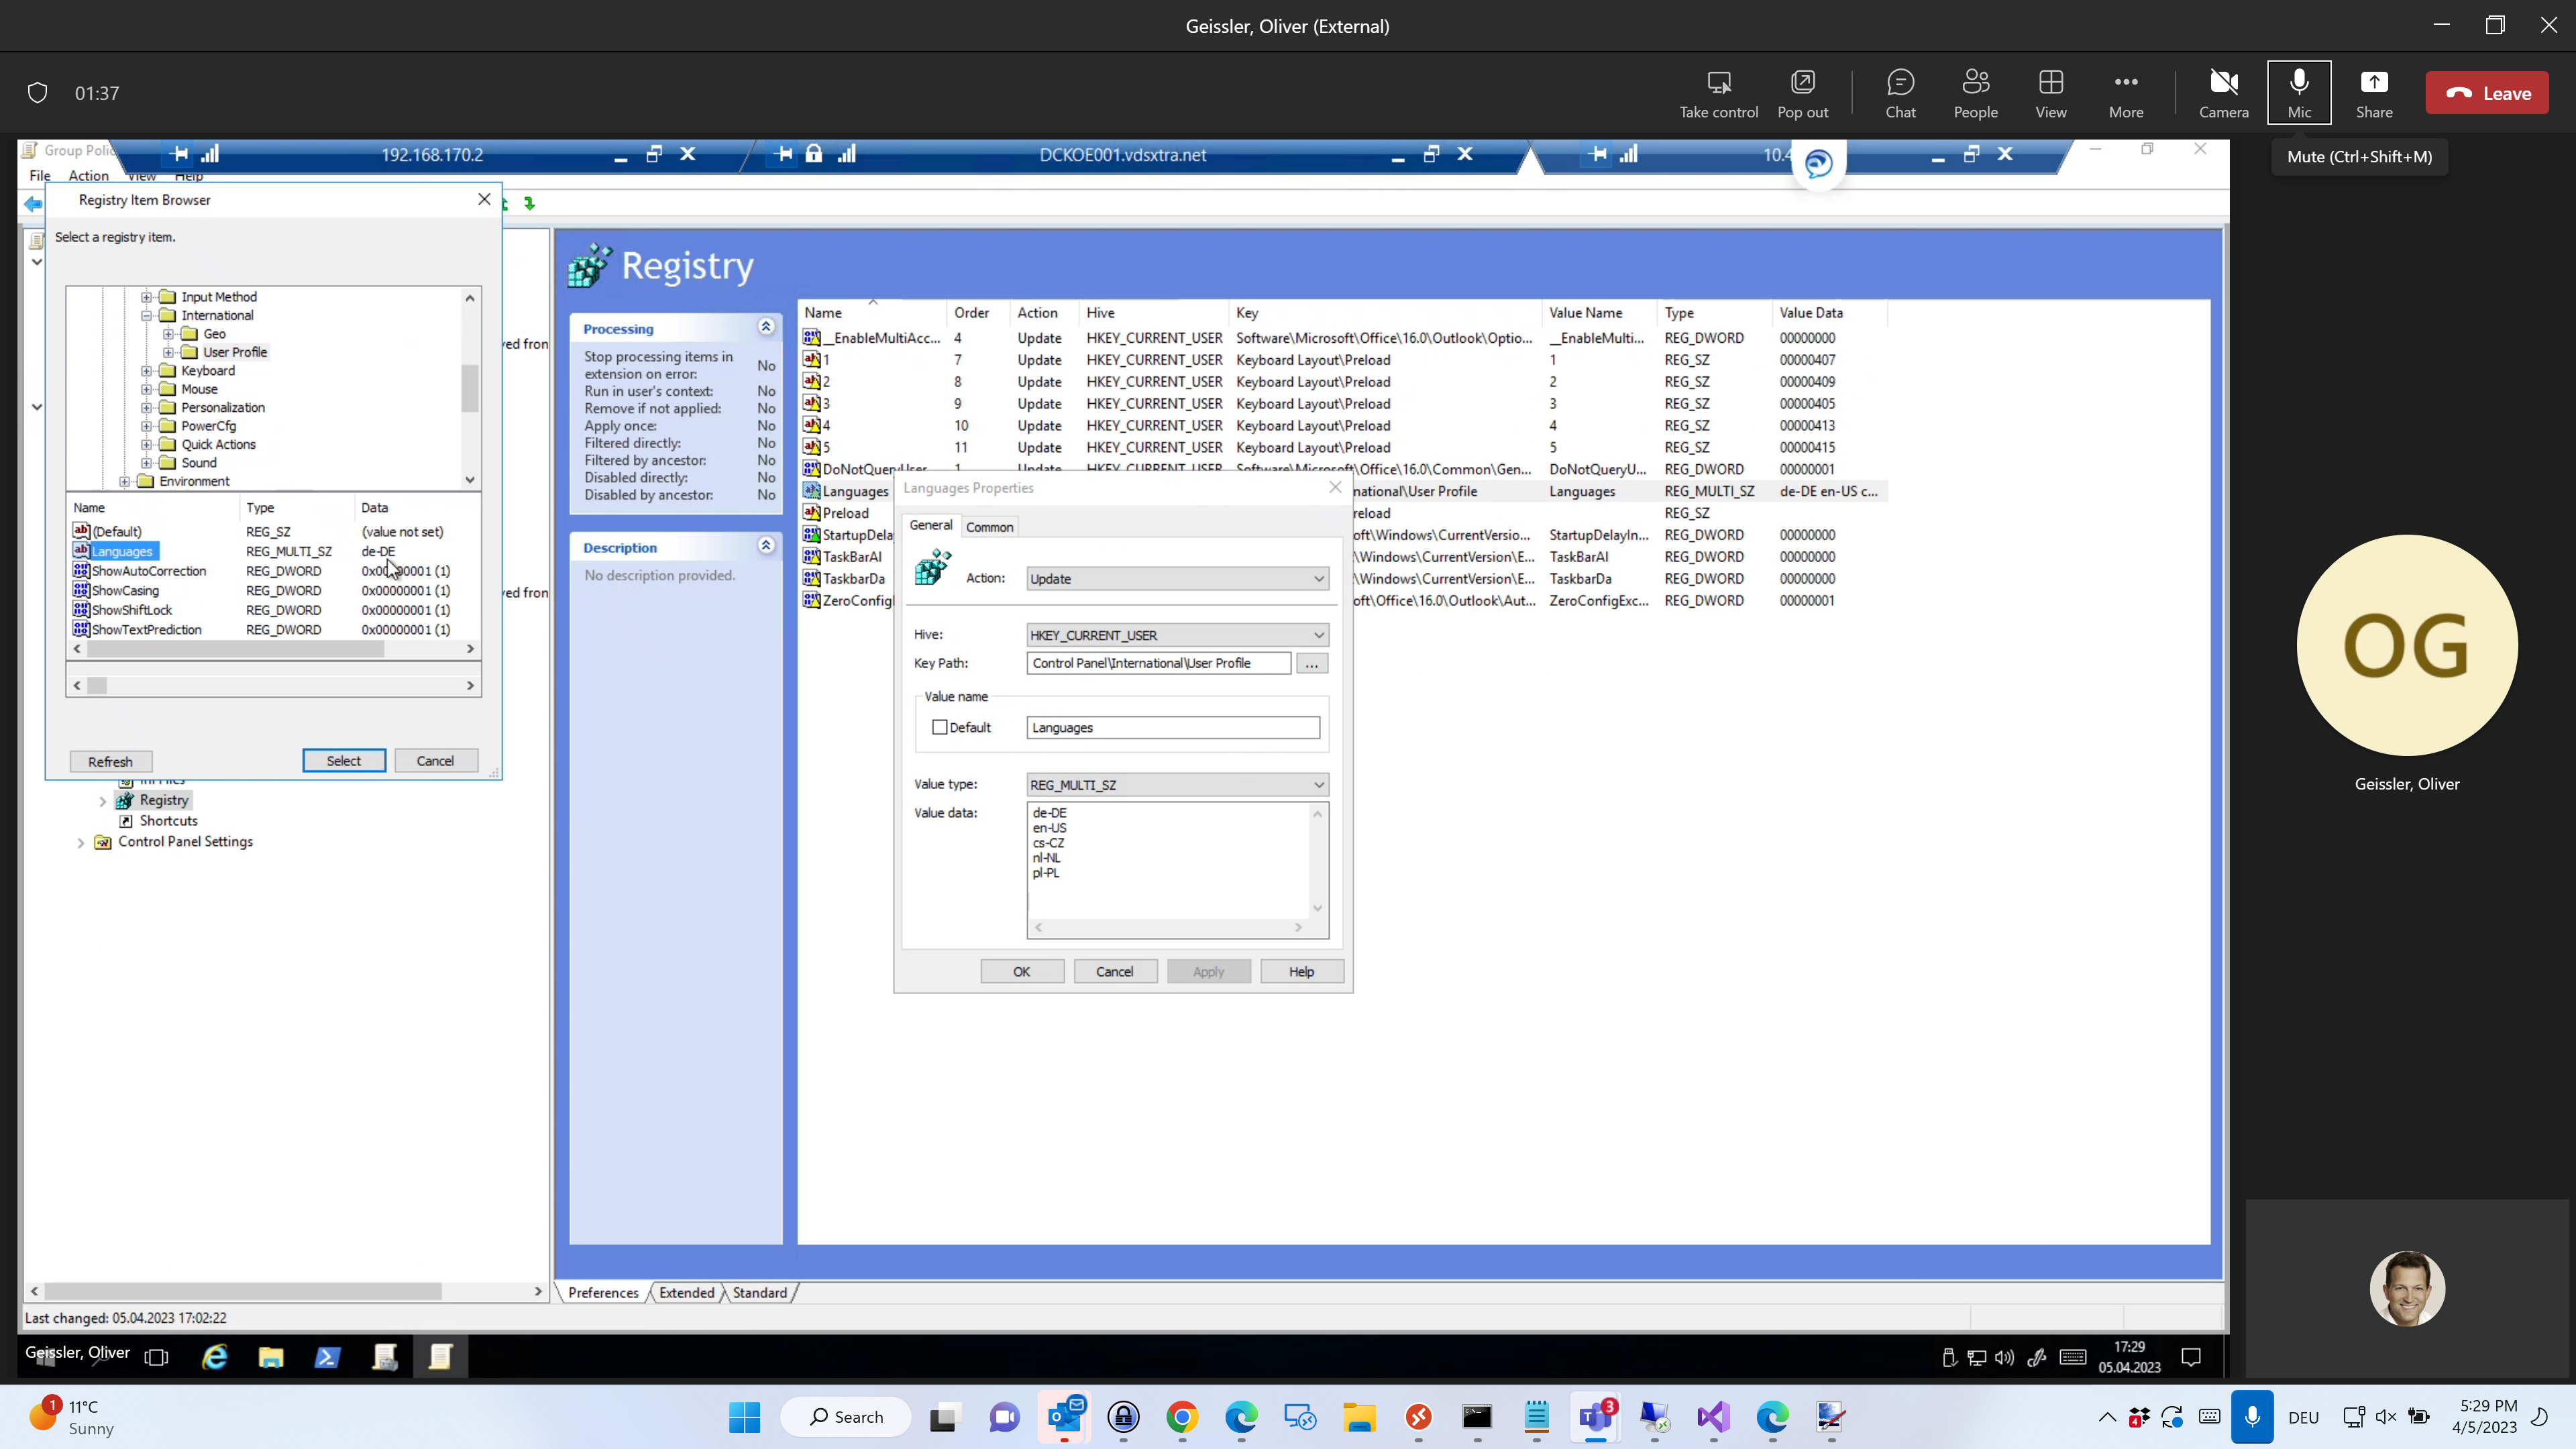 Geissler, Oliver (External)
01:37
Take control
Pop out
Chat
People
View
More
Camera
Mic
Share
Leave
Mute (Ctrl+Shift+M)
192.168.170.2
DCKOE001.vdsxtra.net
10.4
File Action View Help
Registry Item Browser
Select a registry item.
Input Method
International
Geo
User Profile
Keyboard
Mouse
Personalization
PowerCfg
Quick Actions
Sound
Environment
Name Type Data
(Default) REG_SZ (value not set)
Languages REG_MULTI_SZ de-DE
ShowAutoCorrection REG_DWORD 0x00000001 (1)
ShowCasing REG_DWORD 0x00000001 (1)
ShowShiftLock REG_DWORD 0x00000001 (1)
ShowTextPrediction REG_DWORD 0x00000001 (1)
Refresh
Select
Cancel
Registry
Shortcuts
Control Panel Settings
ved fron
ved fron
Registry
Processing
Stop processing items in extension on error: No
Run in user's context: No
Remove if not applied: No
Apply once: No
Filtered directly: No
Filtered by ancestor: No
Disabled directly: No
Disabled by ancestor: No
Description
No description provided.
Name Order Action Hive Key Value Name Type Value Data
__EnableMultiAcc... 4 Update HKEY_CURRENT_USER Software\Microsoft\Office\16.0\Outlook\Optio... __EnableMulti... REG_DWORD 00000000
1 7 Update HKEY_CURRENT_USER Keyboard Layout\Preload 1 REG_SZ 00000407
2 8 Update HKEY_CURRENT_USER Keyboard Layout\Preload 2 REG_SZ 00000409
3 9 Update HKEY_CURRENT_USER Keyboard Layout\Preload 3 REG_SZ 00000405
4 10 Update HKEY_CURRENT_USER Keyboard Layout\Preload 4 REG_SZ 00000413
5 11 Update HKEY_CURRENT_USER Keyboard Layout\Preload 5 REG_SZ 00000415
DoNotQueryUser 1 Update HKEY_CURRENT_USER Software\Microsoft\Office\16.0\Common\Gen... DoNotQueryU... REG_DWORD 00000001
Languages national\User Profile Languages REG_MULTI_SZ de-DE en-US c...
Preload reload REG_SZ
StartupDela oft\Windows\CurrentVersio... StartupDelayIn... REG_DWORD 00000000
TaskBarAl \Windows\CurrentVersion\E... TaskBarAl REG_DWORD 00000000
TaskbarDa \Windows\CurrentVersion\E... TaskbarDa REG_DWORD 00000000
ZeroConfigl oft\Office\16.0\Outlook\Aut... ZeroConfigExc... REG_DWORD 00000001
Languages Properties
General Common
Action: Update
Hive: HKEY_CURRENT_USER
Key Path: Control Panel\International\User Profile ...
Value name
Default Languages
Value type: REG_MULTI_SZ
Value data: de-DE
en-US
cs-CZ
nl-NL
pl-PL
OK Cancel Apply Help
Preferences Extended Standard
Last changed: 05.04.2023 17:02:22
Geissler, Oliver
17:29
05.04.2023
OG
Geissler, Oliver
1
11°C
Sunny
Search
3
4
DEU
5:29 PM
4/5/2023